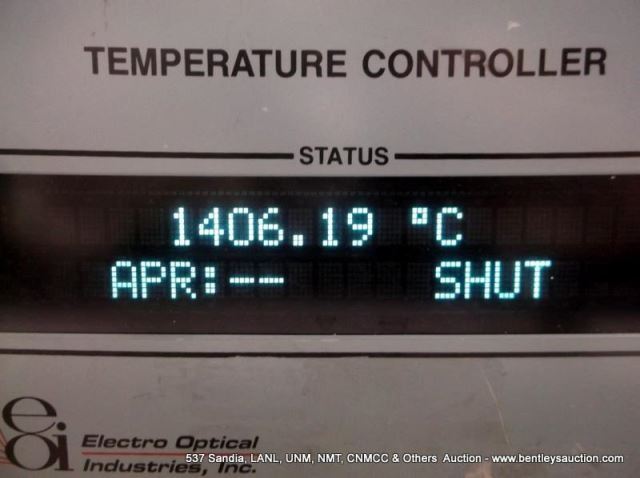 TEMPERATURE CONTROLLER
STATUS
1406.19 °C
APR:-- SHUT
eoi
Electro Optical
Industries, Inc.
537 Sandia, LANL, UNM, NMT, CNMCC & Others Auction - www.bentleysauction.com